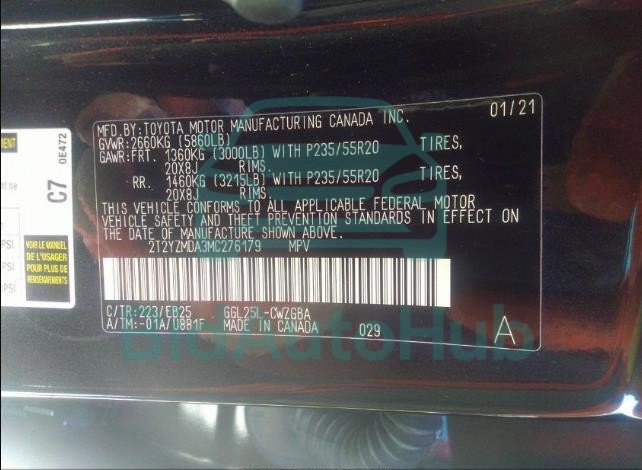 MFD.BY:TOYOTA MOTOR MANUFACTURING CANADA INC. 01/21
GVWR:2660KG (5860LB)
GAWR:FRT. 1360KG (3000LB) WITH P235/55R20 TIRES,
20X8J RIMS.
RR. 1460KG (3215LB) WITH P235/55R20 TIRES,
20X8J RIMS.
THIS VEHICLE CONFORMS TO ALL APPLICABLE FEDERAL MOTOR
VEHICLE SAFETY AND THEFT PREVENTION STANDARDS IN EFFECT ON
THE DATE OF MANUFACTURE SHOWN ABOVE.
2T2YZMDA3MC276179 MPV
C/TR:223/EB25 GGL25L-CWZGBA
A/TM:-01A/U881F MADE IN CANADA 029 A
BidAutoHub
C7
0E472
VOIR LE MANUEL
DE L'USAGER
POUR PLUS DE
RENSEIGNEMENTS